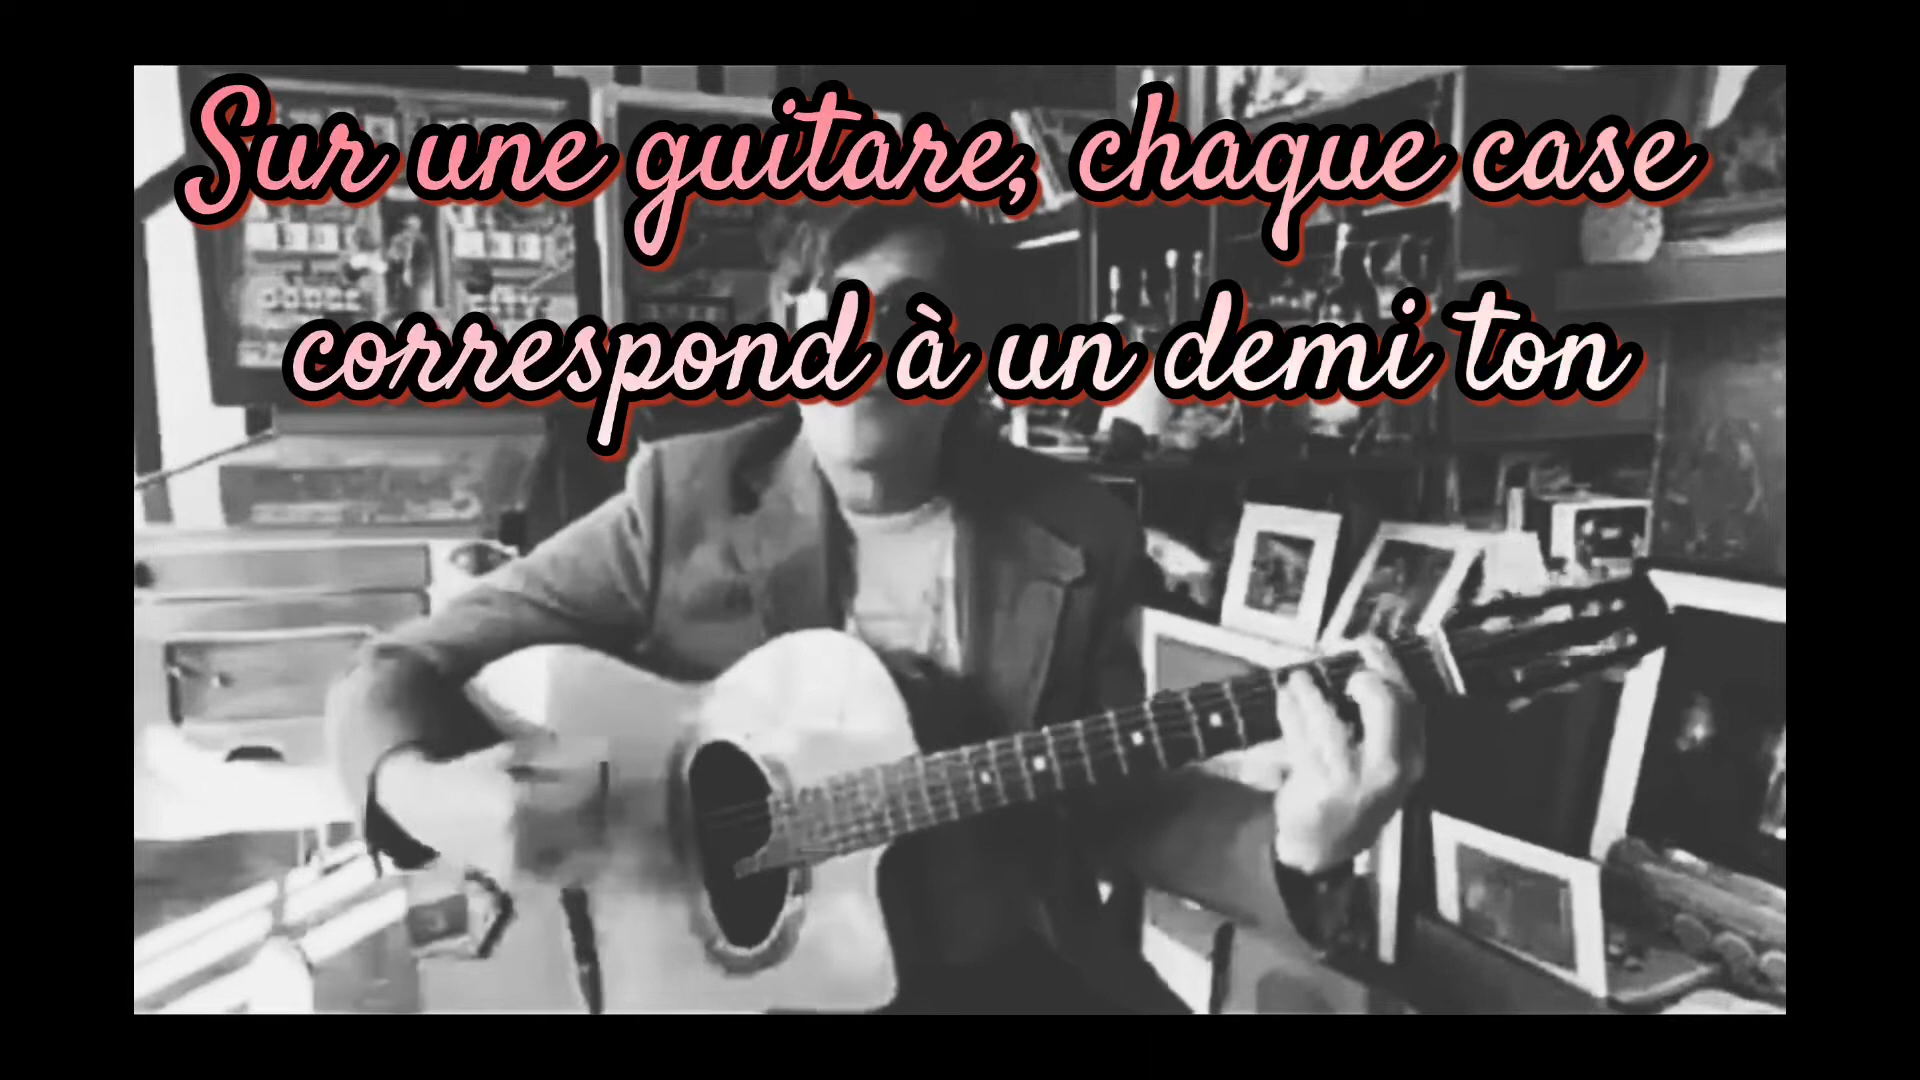 Sur une guitare, chaque case
correspond à un demi ton